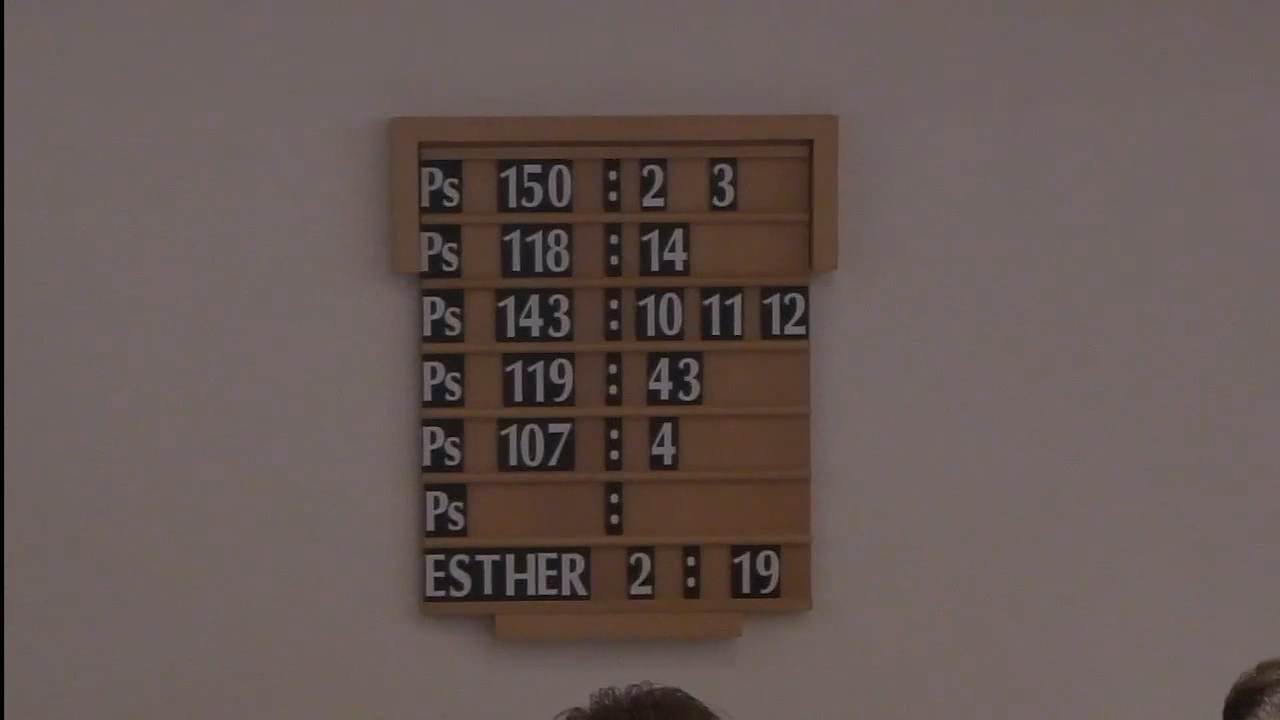 Ps 150 : 2 3
Ps 118 : 14
Ps 143 : 10 11 12
Ps 119 : 43
Ps 107 : 4
Ps :
ESTHER 2 : 19